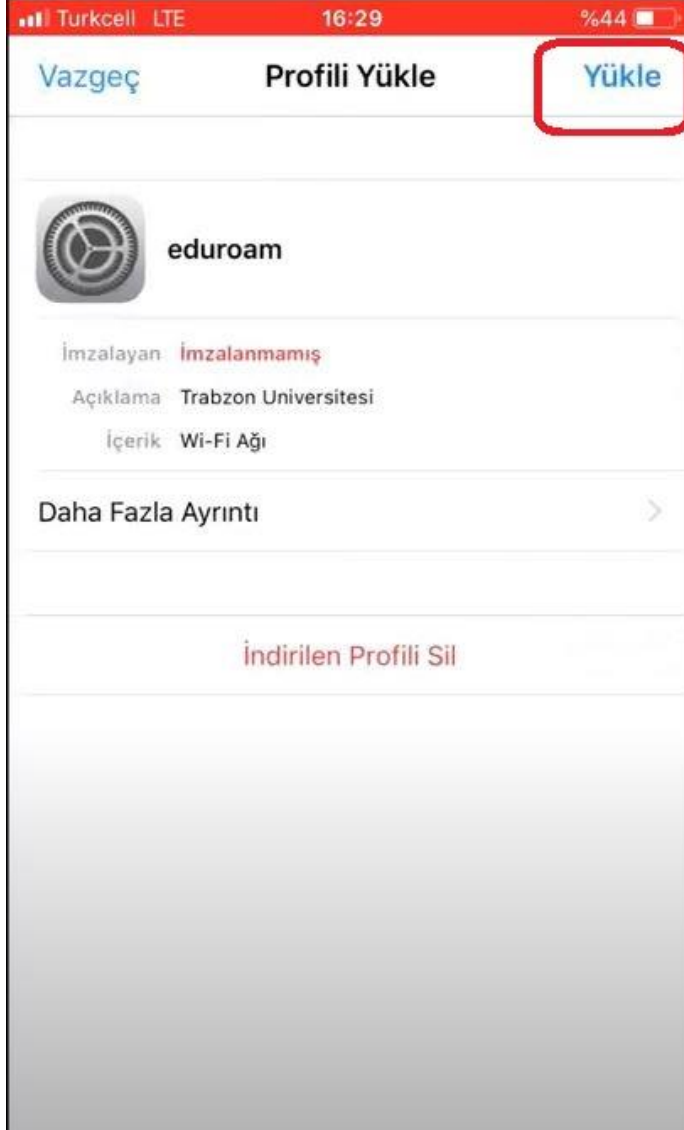 Turkcell LTE 16:29 %44
Vazgeç Profili Yükle Yükle
eduroam
İmzalayan İmzalanmamış
Açıklama Trabzon Universitesi
İçerik Wi-Fi Ağı
Daha Fazla Ayrıntı
İndirilen Profili Sil